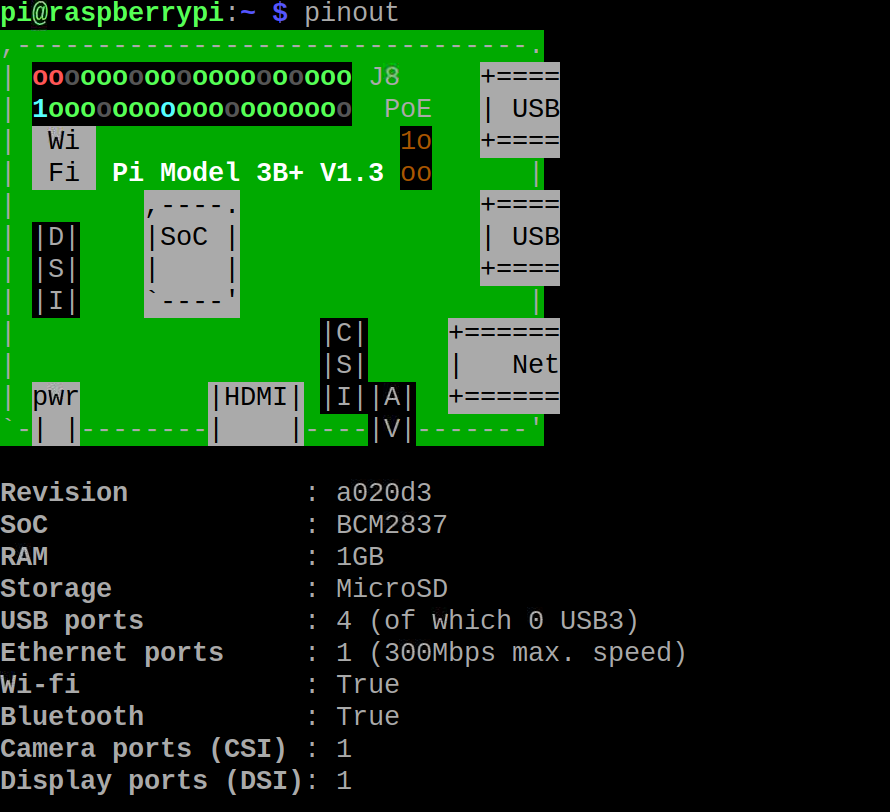 pi@raspberrypi:~ $ pinout
,--------------------------------.
| oooooooooooooooooooo J8     +====
| 1ooooooooooooooooooo  PoE   | USB
|  Wi                    1o   +====
|  Fi  Pi Model 3B+ V1.3 oo      |
|        ,----.               +====
| |D|    |SoC |               | USB
| |S|    |    |               +====
| |I|    `----'                  |
|                   |C|     +======
|                   |S|     |   Net
| pwr        |HDMI| |I||A|  +======
`-| |--------|    |----|V|-------'
Revision           : a020d3
SoC                : BCM2837
RAM                : 1GB
Storage            : MicroSD
USB ports          : 4 (of which 0 USB3)
Ethernet ports     : 1 (300Mbps max. speed)
Wi-fi              : True
Bluetooth          : True
Camera ports (CSI) : 1
Display ports (DSI): 1